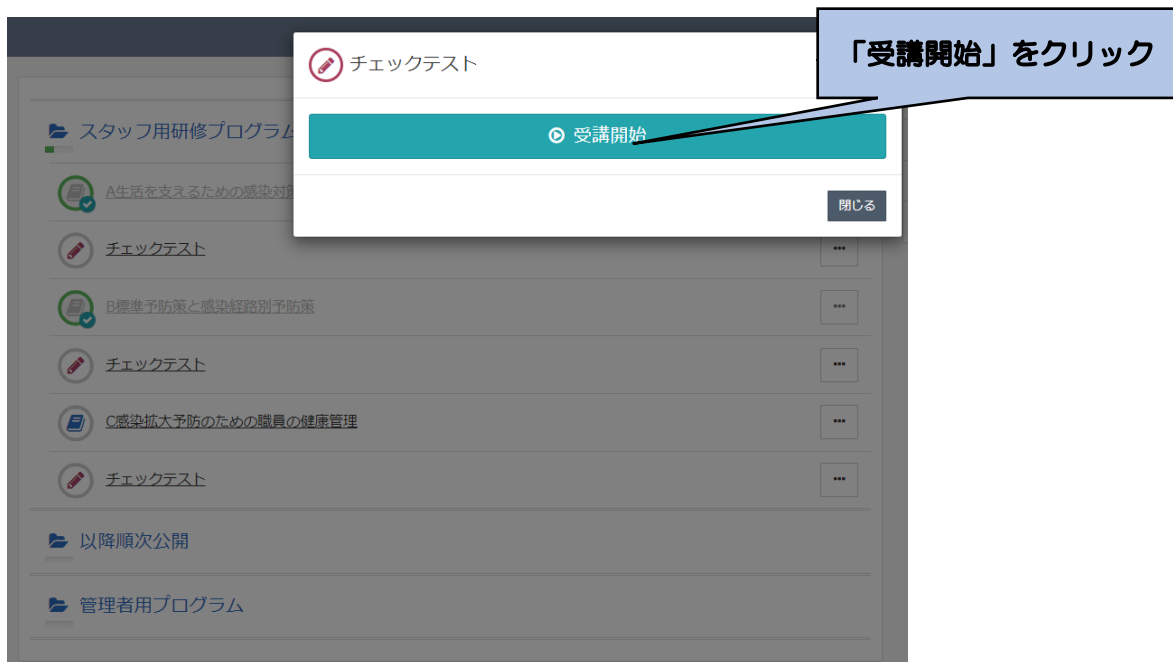 「受講開始」をクリック
チェックテスト
受講開始
閉じる
スタッフ用研修プログラム
A生活を支えるための感染対
チェックテスト
B標準予防策と感染経路別予防策
チェックテスト
C感染拡大予防のための職員の健康管理
チェックテスト
以降順次公開
管理者用プログラム